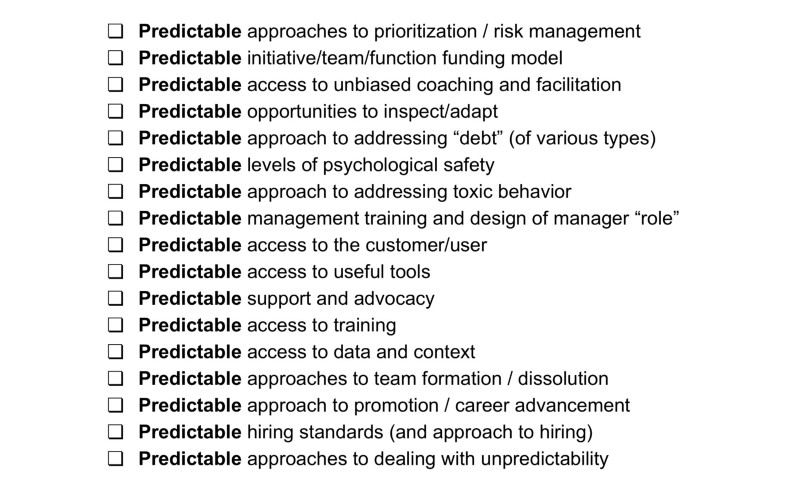 ❏ Predictable approaches to prioritization / risk management
❏ Predictable initiative/team/function funding model
❏ Predictable access to unbiased coaching and facilitation
❏ Predictable opportunities to inspect/adapt
❏ Predictable approach to addressing “debt” (of various types)
❏ Predictable levels of psychological safety
❏ Predictable approach to addressing toxic behavior
❏ Predictable management training and design of manager “role”
❏ Predictable access to the customer/user
❏ Predictable access to useful tools
❏ Predictable support and advocacy
❏ Predictable access to training
❏ Predictable access to data and context
❏ Predictable approaches to team formation / dissolution
❏ Predictable approach to promotion / career advancement
❏ Predictable hiring standards (and approach to hiring)
❏ Predictable approaches to dealing with unpredictability